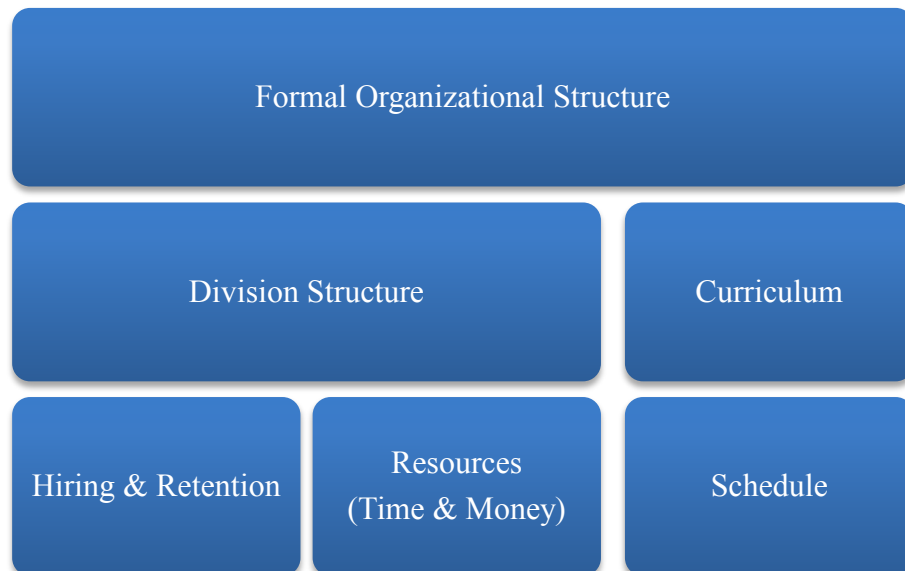 Formal Organizational Structure
Division Structure
Curriculum
Hiring & Retention
Resources
(Time & Money)
Schedule